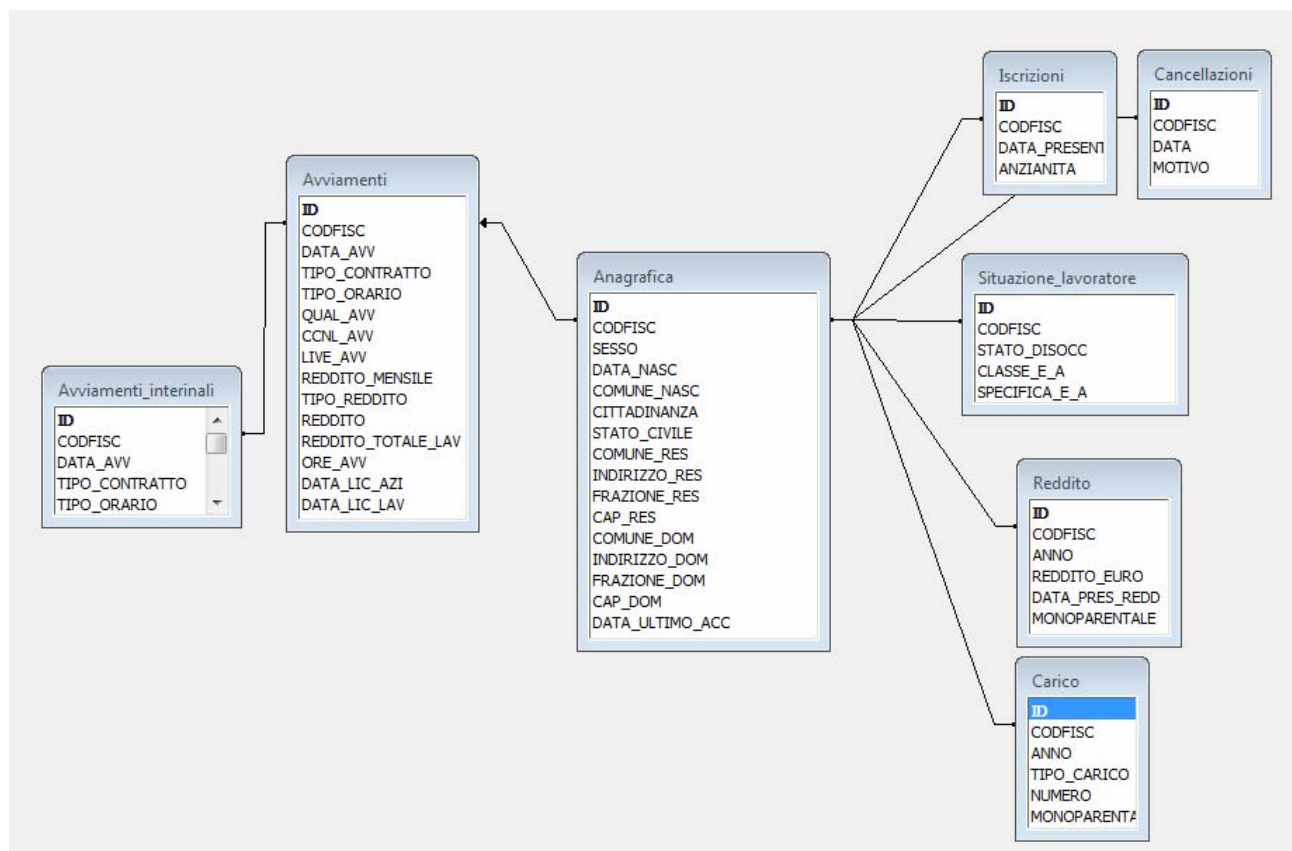 Avviamenti_interinali
ID
CODFISC
DATA_AVV
TIPO_CONTRATTO
TIPO_ORARIO
Avviamenti
ID
CODFISC
DATA_AVV
TIPO_CONTRATTO
TIPO_ORARIO
QUAL_AVV
CCNL_AVV
LIVE_AVV
REDDITO_MENSILE
TIPO_REDDITO
REDDITO
REDDITO_TOTALE_LAV
ORE_AVV
DATA_LIC_AZI
DATA_LIC_LAV
Anagrafica
ID
CODFISC
SESSO
DATA_NASC
COMUNE_NASC
CITTADINANZA
STATO_CIVILE
COMUNE_RES
INDIRIZZO_RES
FRAZIONE_RES
CAP_RES
COMUNE_DOM
INDIRIZZO_DOM
FRAZIONE_DOM
CAP_DOM
DATA_ULTIMO_ACC
Iscrizioni
ID
CODFISC
DATA_PRESENT
ANZIANITA
Cancellazioni
ID
CODFISC
DATA
MOTIVO
Situazione_lavoratore
ID
CODFISC
STATO_DISOCC
CLASSE_E_A
SPECIFICA_E_A
Reddito
ID
CODFISC
ANNO
REDDITO_EURO
DATA_PRES_REDD
MONOPARENTALE
Carico
ID
CODFISC
ANNO
TIPO_CARICO
NUMERO
MONOPARENTA